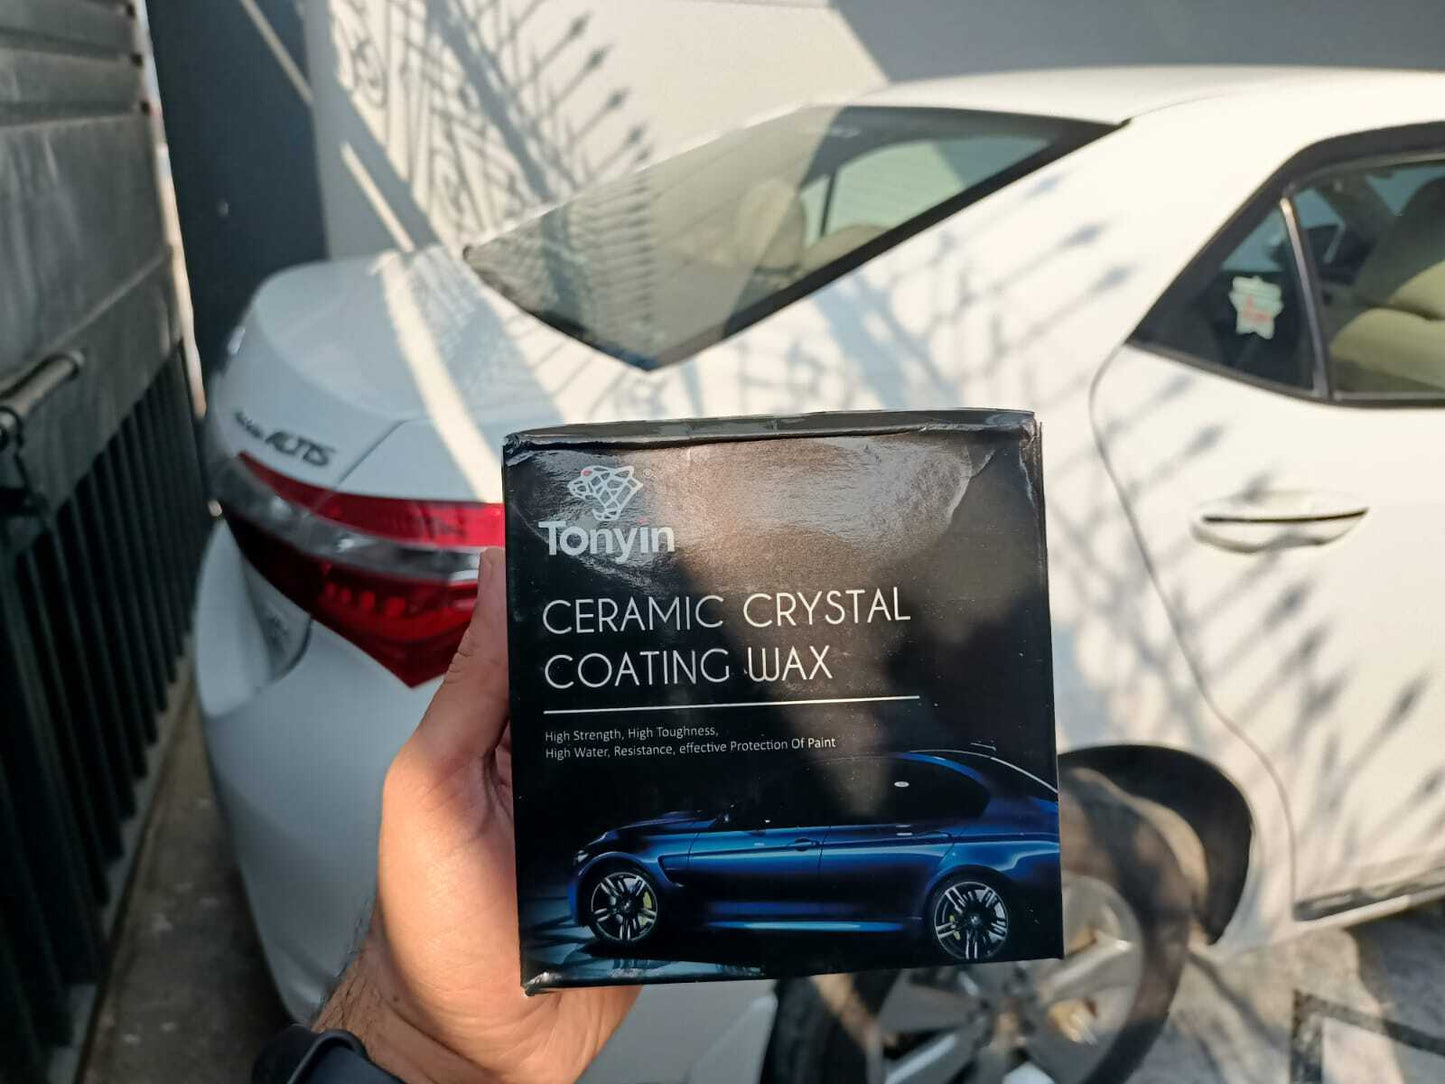 ALTIS
Tonyin
®
CERAMIC CRYSTAL
COATING WAX
High Strength, High Toughness,
High Water, Resistance, effective Protection Of Paint